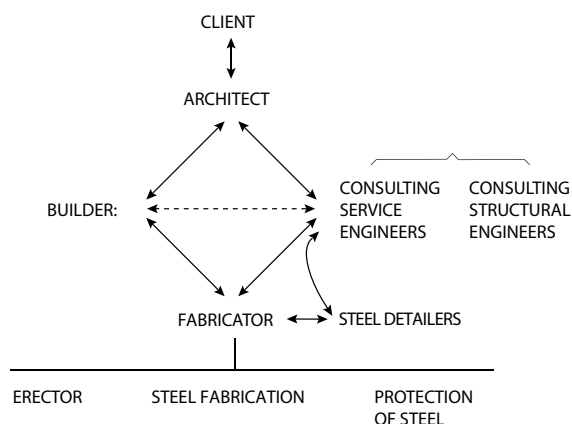 CLIENT
ARCHITECT
BUILDER:
CONSULTING
SERVICE
ENGINEERS
CONSULTING
STRUCTURAL
ENGINEERS
FABRICATOR
STEEL DETAILERS
ERECTOR
STEEL FABRICATION
PROTECTION
OF STEEL